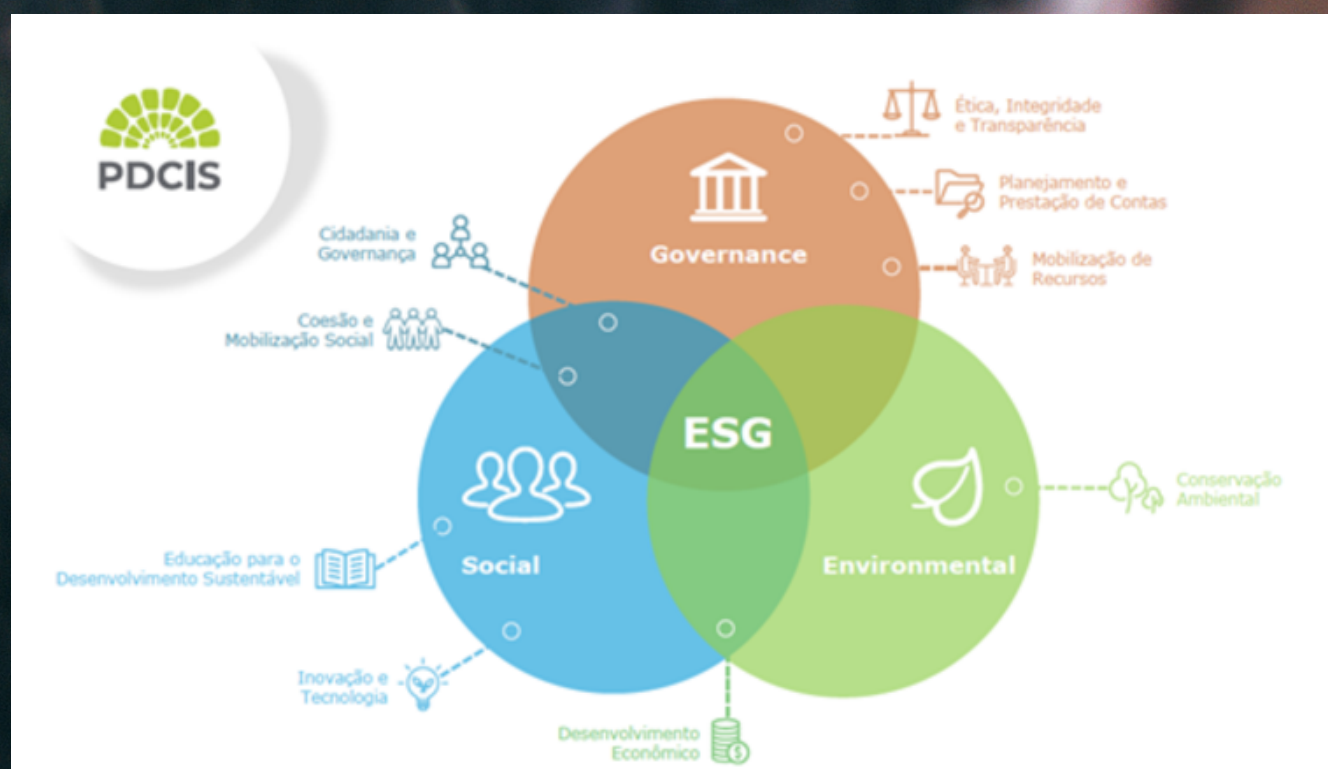 PDCIS
Ética, Integridade
e Transparência
Planejamento e
Prestação de Contas
Mobilização de
Recursos
Governance
Cidadania e
Governança
Coesão e
Mobilização Social
ESG
Social
Environmental
Conservação
Ambiental
Educação para o
Desenvolvimento Sustentável
Inovação e
Tecnologia
Desenvolvimento
Econômico
$